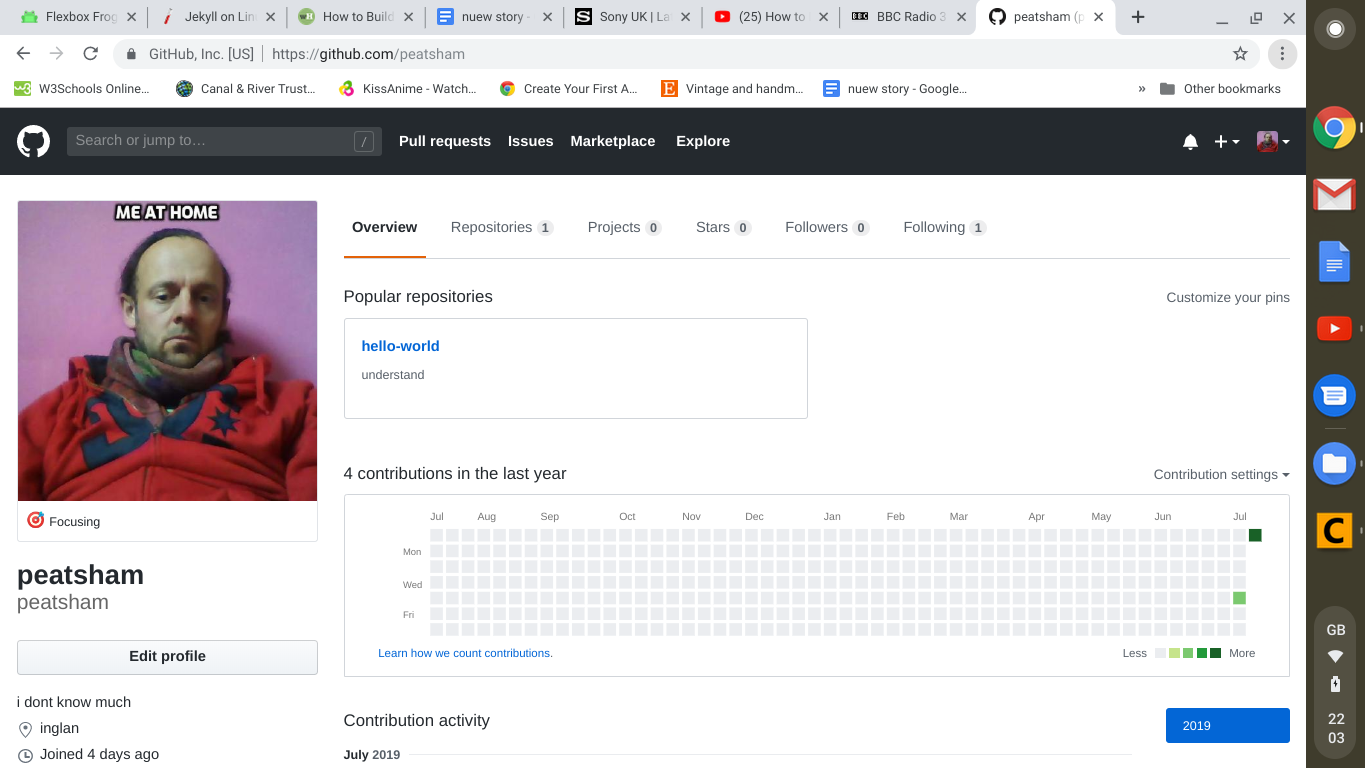 Flexbox Frog
Jekyll on Lin
How to Build
nuew story -
Sony UK | La
(25) How to
BBC Radio 3
peatsham (p
GitHub, Inc. [US]
https://github.com/peatsham
W3Schools Online...
Canal & River Trust...
KissAnime - Watch...
Create Your First A...
Vintage and handm...
nuew story - Google...
» Other bookmarks
Search or jump to...
/
Pull requests
Issues
Marketplace
Explore
ME AT HOME
Focusing
peatsham
peatsham
Edit profile
i dont know much
inglan
Joined 4 days ago
Overview
Repositories 1
Projects 0
Stars 0
Followers 0
Following 1
Popular repositories
Customize your pins
hello-world
understand
4 contributions in the last year
Contribution settings
Jul Aug Sep Oct Nov Dec Jan Feb Mar Apr May Jun Jul
Mon
Wed
Fri
Learn how we count contributions.
Less
More
Contribution activity
2019
July 2019
C
GB
22
03